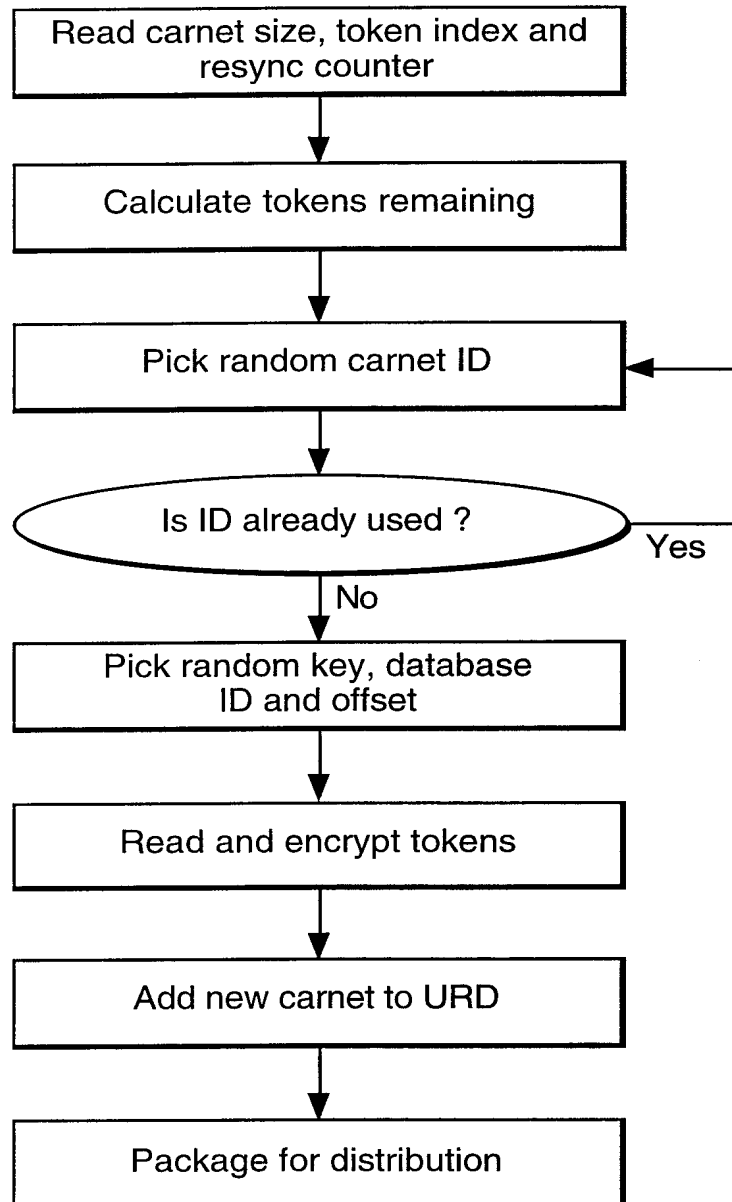 Read carnet size, token index and
resync counter
Calculate tokens remaining
Pick random carnet ID
Is ID already used ?
Yes
No
Pick random key, database
ID and offset
Read and encrypt tokens
Add new carnet to URD
Package for distribution